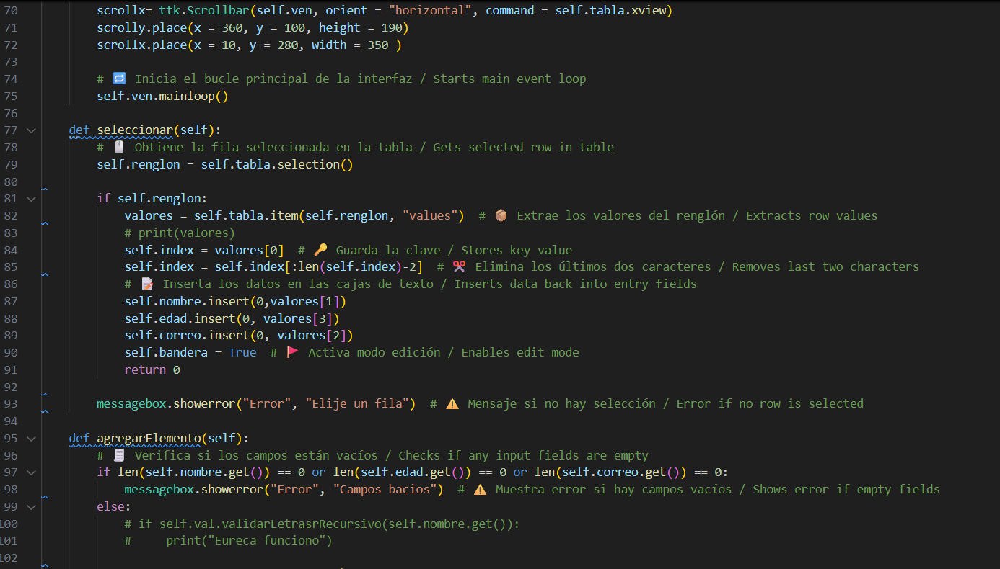 70 scrollx= ttk.Scrollbar(self.ven, orient = "horizontal", command = self.tabla.xview)
71 scrolly.place(x = 360, y = 100, height = 190)
72 scrollx.place(x = 10, y = 280, width = 350 )
73
74 # 🔁 Inicia el bucle principal de la interfaz / Starts main event loop
75 self.ven.mainloop()
76
77 def seleccionar(self):
78 # 🖱️ Obtiene la fila seleccionada en la tabla / Gets selected row in table
79 self.renglon = self.tabla.selection()
80
81 if self.renglon:
82 valores = self.tabla.item(self.renglon, "values") # 📦 Extrae los valores del renglón / Extracts row values
83 # print(valores)
84 self.index = valores[0] # 🔑 Guarda la clave / Stores key value
85 self.index = self.index[:len(self.index)-2] # ✂️ Elimina los últimos dos caracteres / Removes last two characters
86 # 📝 Inserta los datos en las cajas de texto / Inserts data back into entry fields
87 self.nombre.insert(0,valores[1])
88 self.edad.insert(0, valores[3])
89 self.correo.insert(0, valores[2])
90 self.bandera = True # 🚩 Activa modo edición / Enables edit mode
91 return 0
92
93 messagebox.showerror("Error", "Elije un fila") # ⚠️ Mensaje si no hay selección / Error if no row is selected
94
95 def agregarElemento(self):
96 # 🧾 Verifica si los campos están vacíos / Checks if any input fields are empty
97 if len(self.nombre.get()) == 0 or len(self.edad.get()) == 0 or len(self.correo.get()) == 0:
98 messagebox.showerror("Error", "Campos bacios") # ⚠️ Muestra error si hay campos vacíos / Shows error if empty fields
99 else:
100 # if self.val.validarLetrasrRecursivo(self.nombre.get()):
101 # print("Eureca funciono")
102